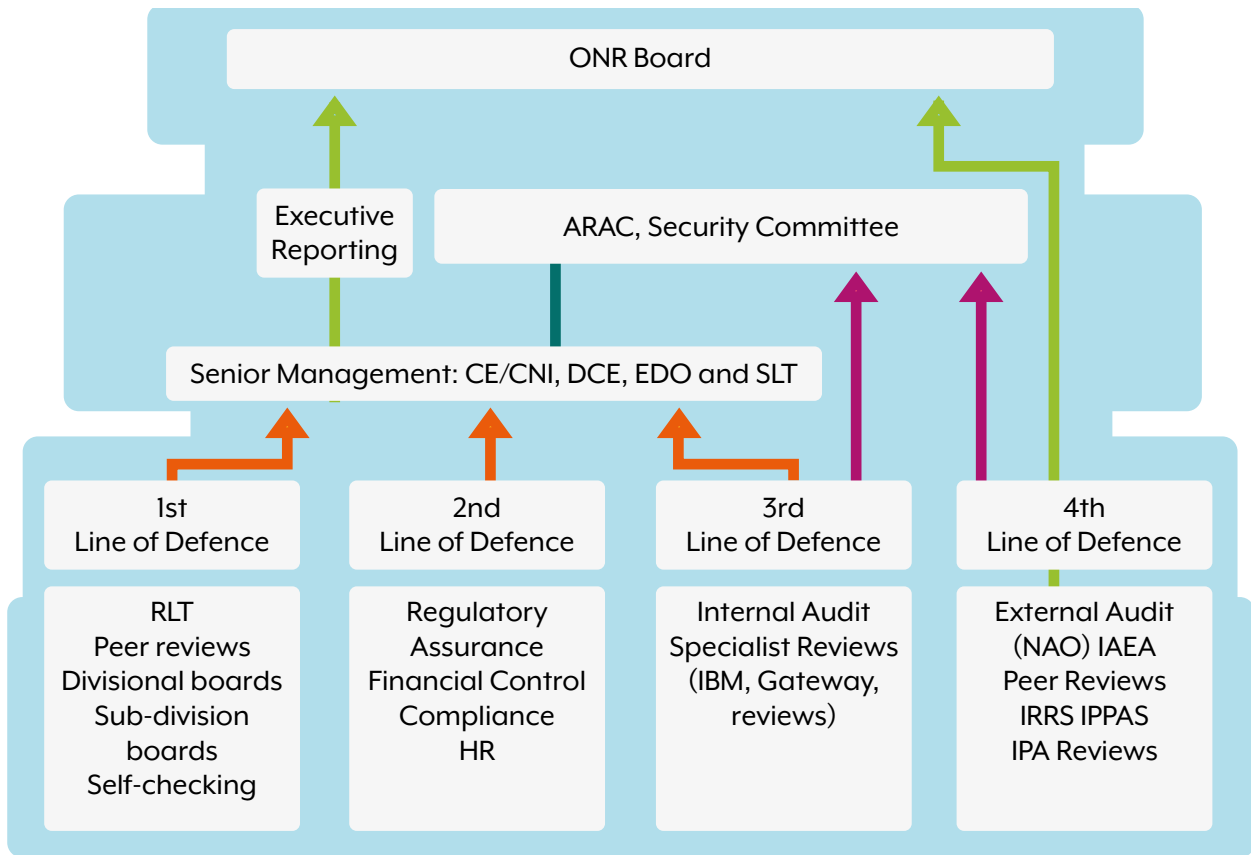 ONR Board
Executive
Reporting
ARAC, Security Committee
Senior Management: CE/CNI, DCE, EDO and SLT
1st
Line of Defence
2nd
Line of Defence
3rd
Line of Defence
4th
Line of Defence
RLT
Peer reviews
Divisional boards
Sub-division
boards
Self-checking
Regulatory
Assurance
Financial Control
Compliance
HR
Internal Audit
Specialist Reviews
(IBM, Gateway,
reviews)
External Audit
(NAO) IAEA
Peer Reviews
IRRS IPPAS
IPA Reviews